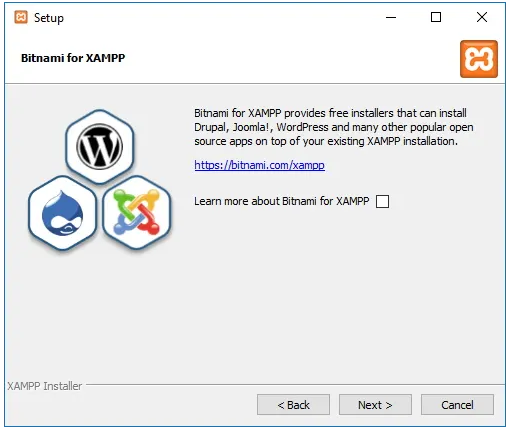 Setup
Bitnami for XAMPP
Bitnami for XAMPP provides free installers that can install
Drupal, Joomla!, WordPress and many other popular open
source apps on top of your existing XAMPP installation.
https://bitnami.com/xampp
Learn more about Bitnami for XAMPP
XAMPP Installer
< Back
Next >
Cancel